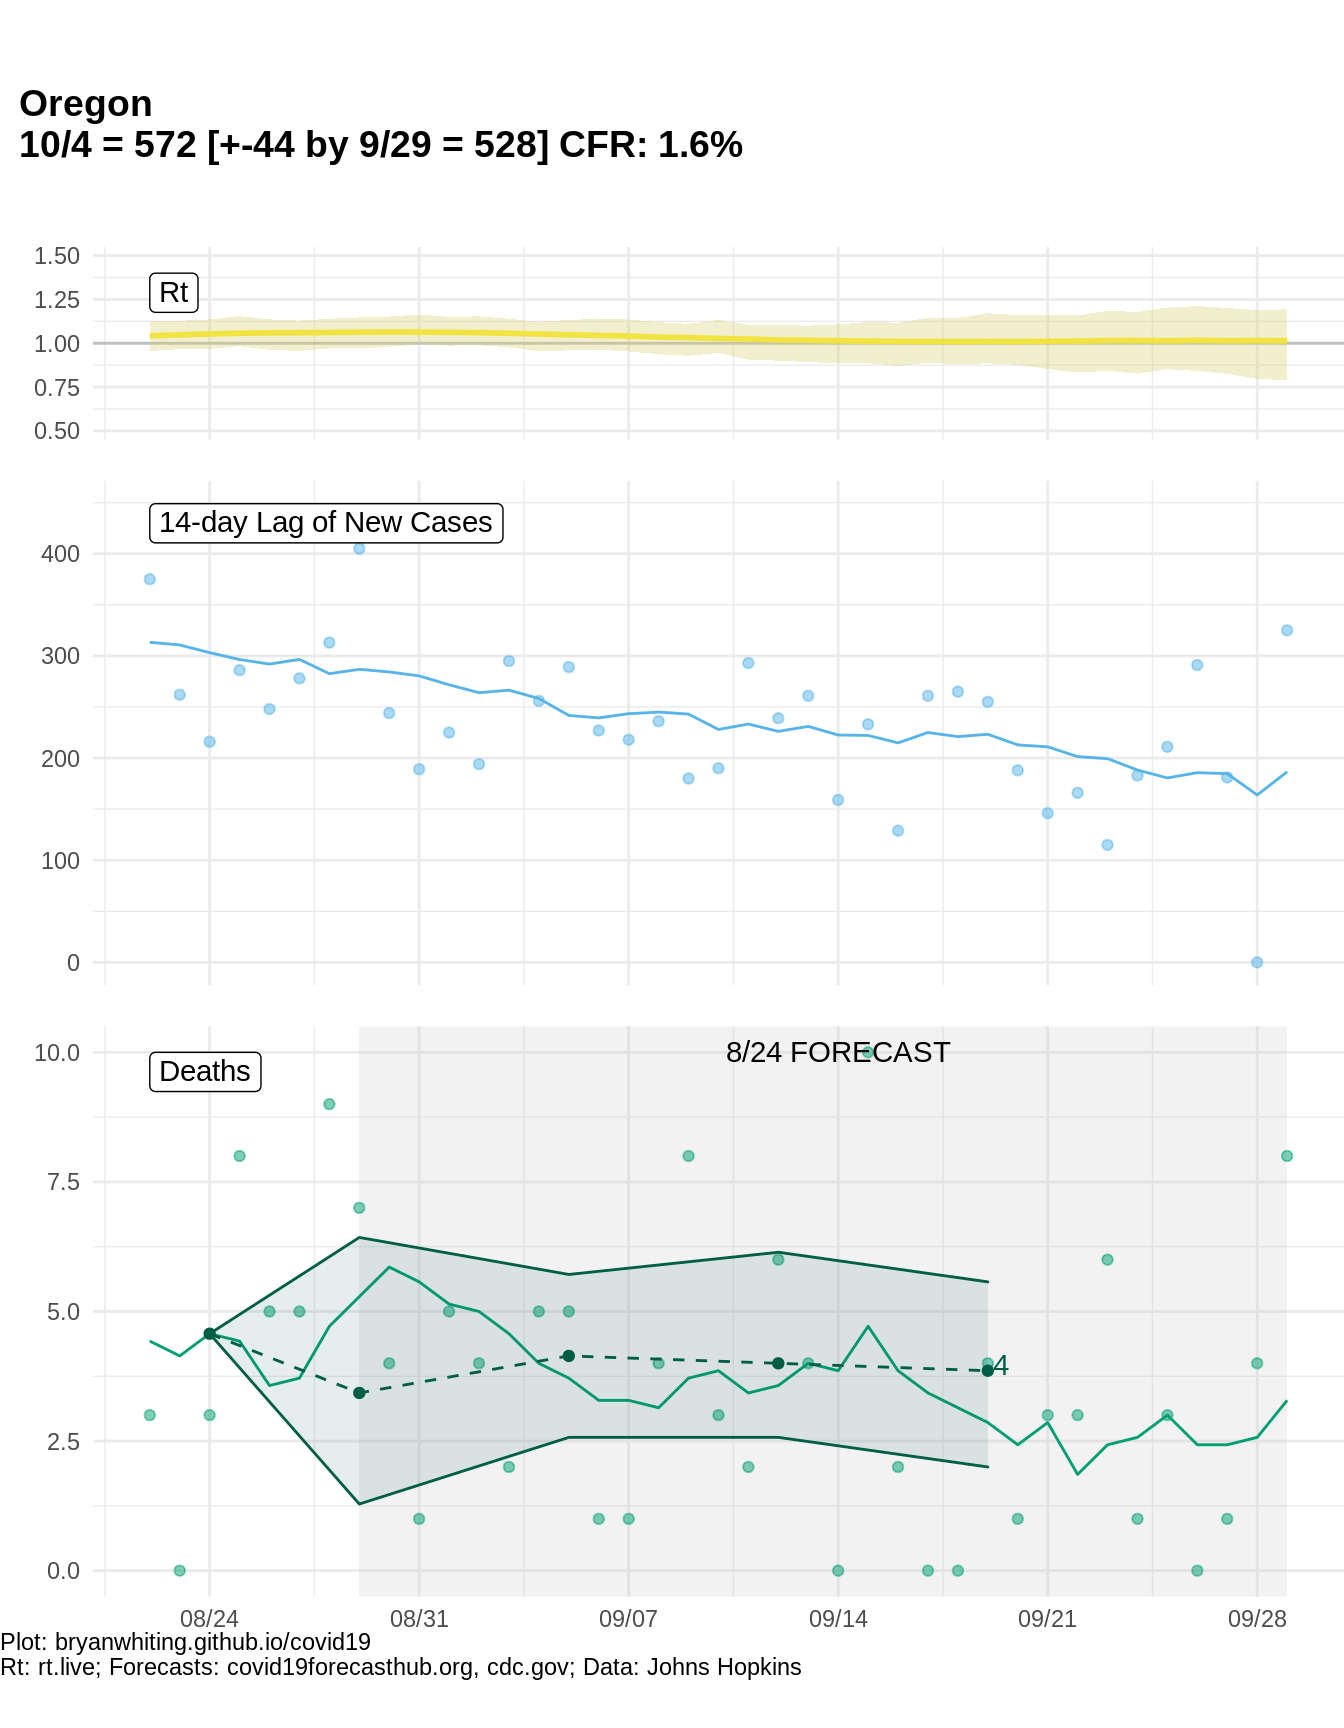 Oregon
10/4 = 572 [+-44 by 9/29 = 528] CFR: 1.6%
1.50
Rt
1.25
1.00
0.75
0.50
14-day Lag of New Cases
400
300
200
100
0
8/24 FORECAST
10.0
Deaths
7.5
5.0
4
2.5
0.0
08/24 08/31 09/07 09/14 09/21 09/28
Plot: bryanwhiting.github.io/covid19
Rt: rt.live; Forecasts: covid19forecasthub.org, cdc.gov; Data: Johns Hopkins